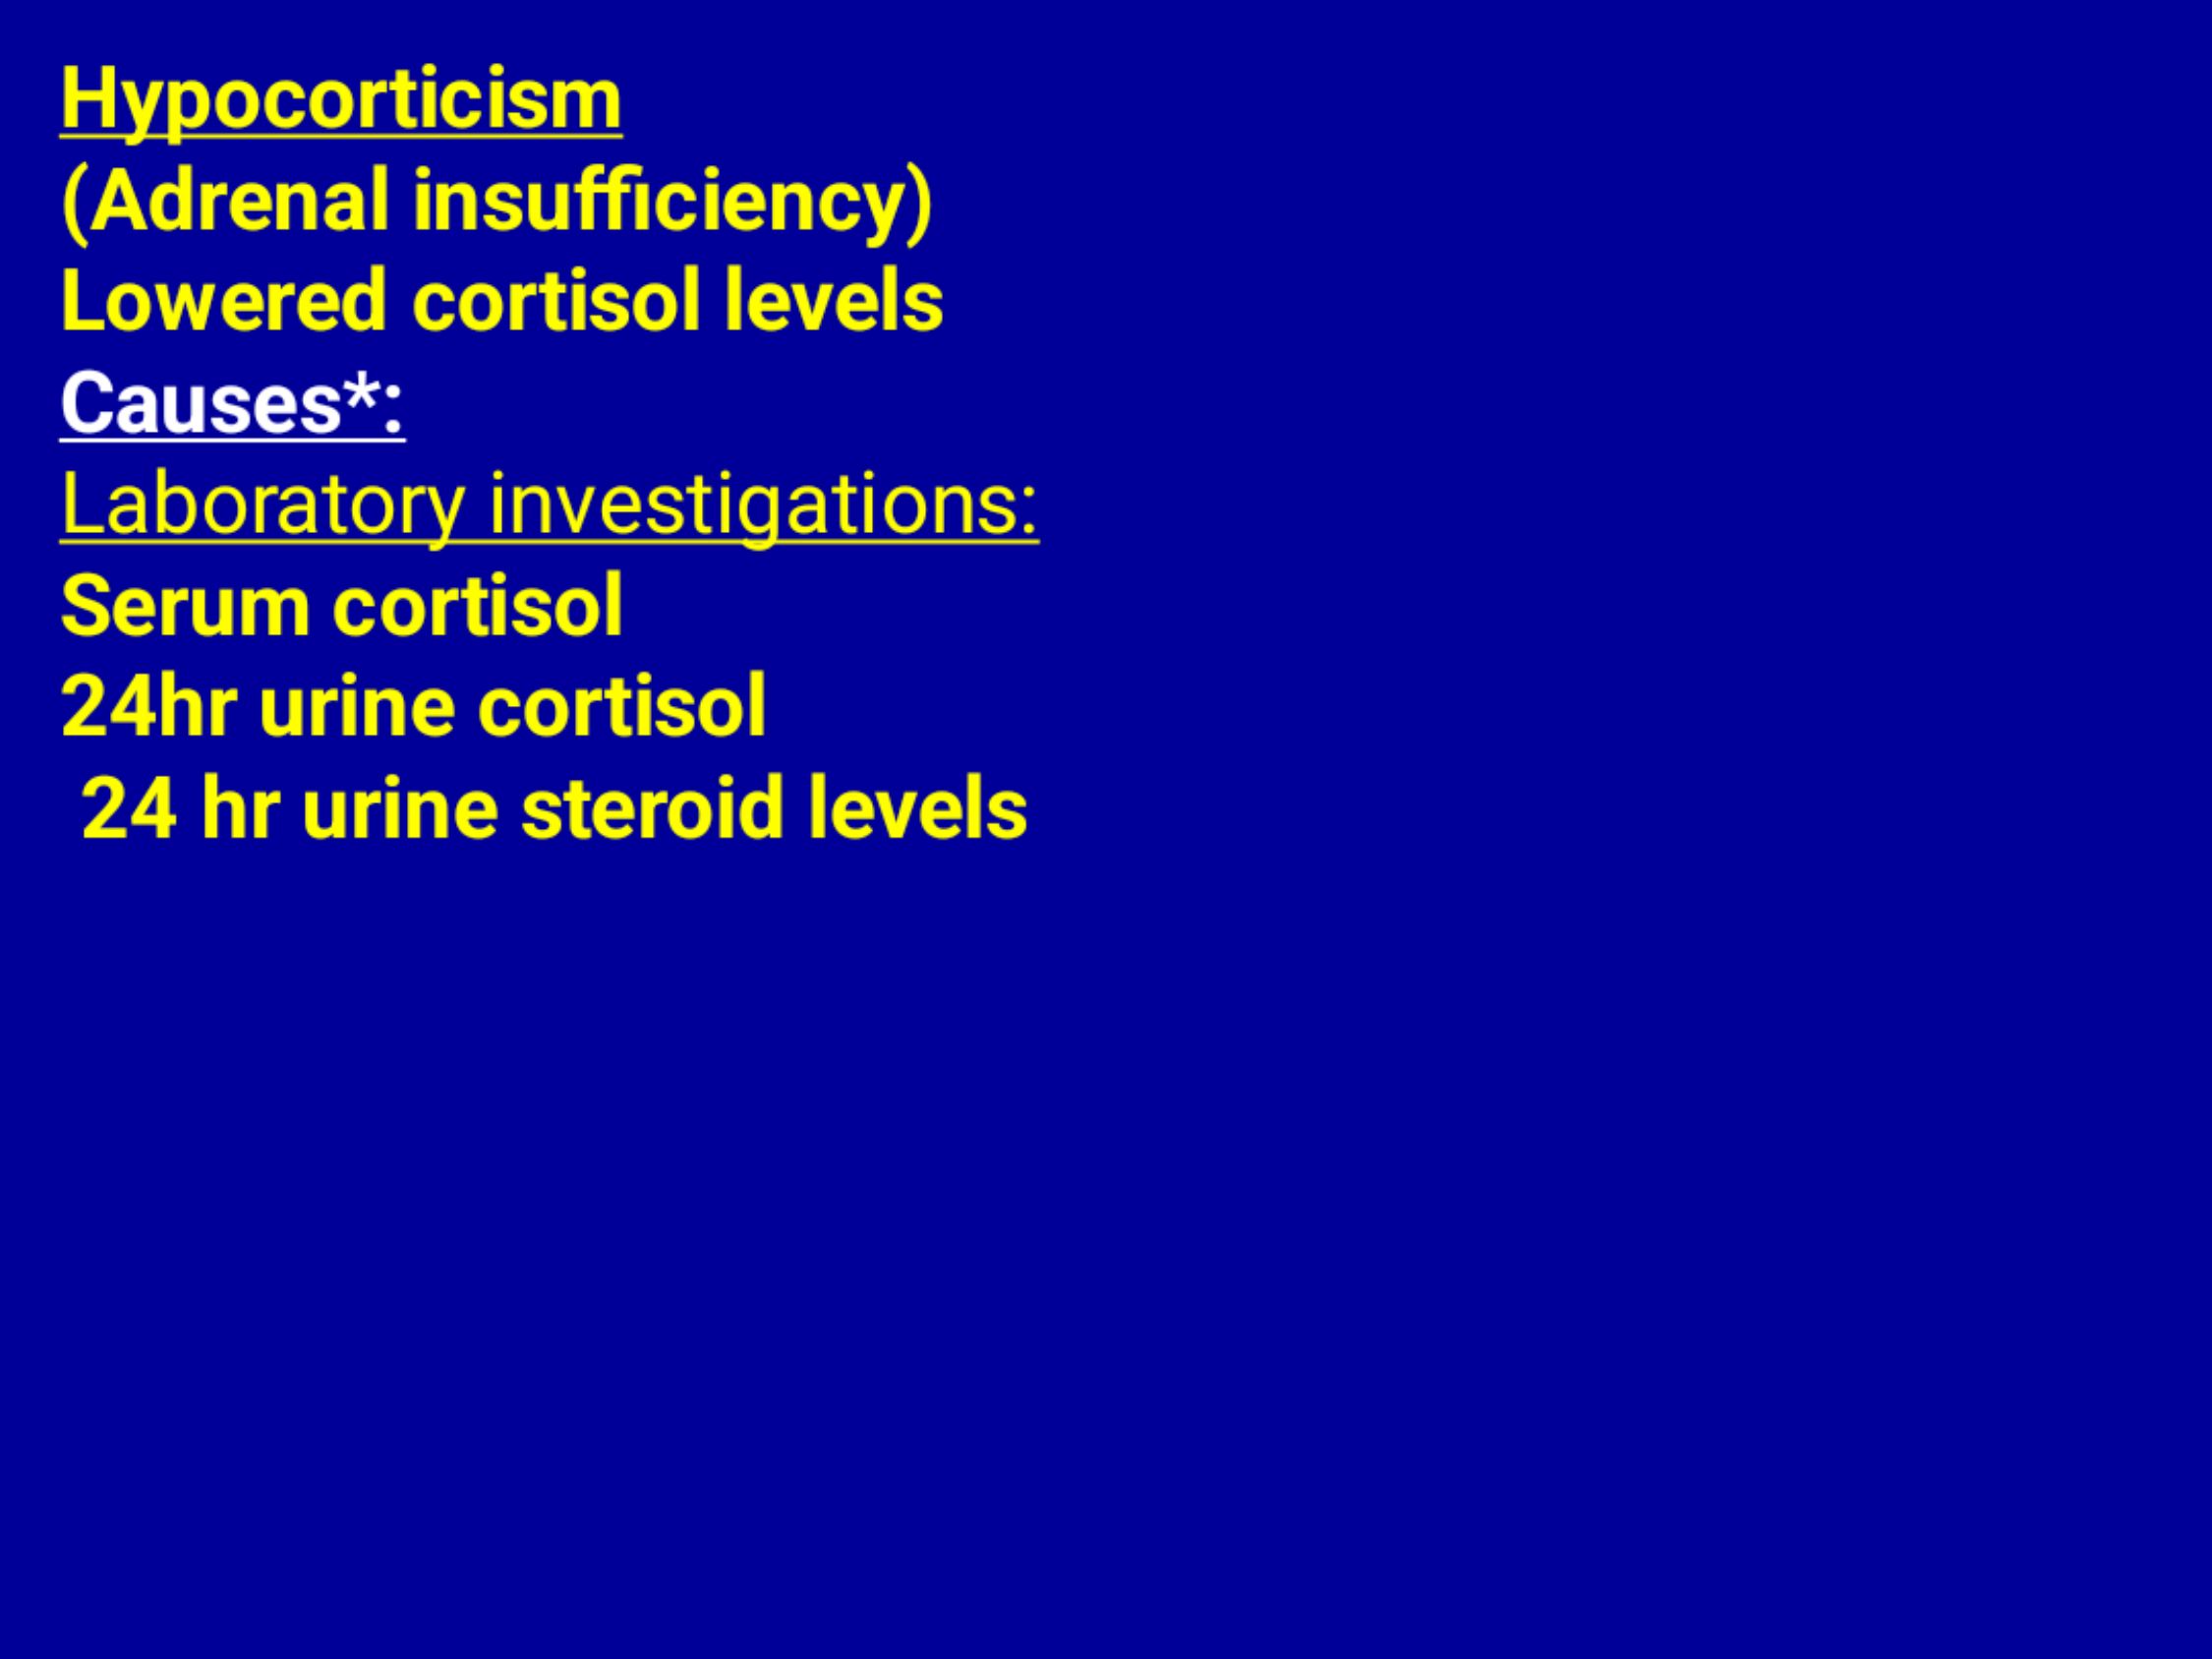 Hypocorticism
(Adrenal insufficiency)
Lowered cortisol levels
Causes*:
Laboratory investigations:
Serum cortisol
24hr urine cortisol
24 hr urine steroid levels